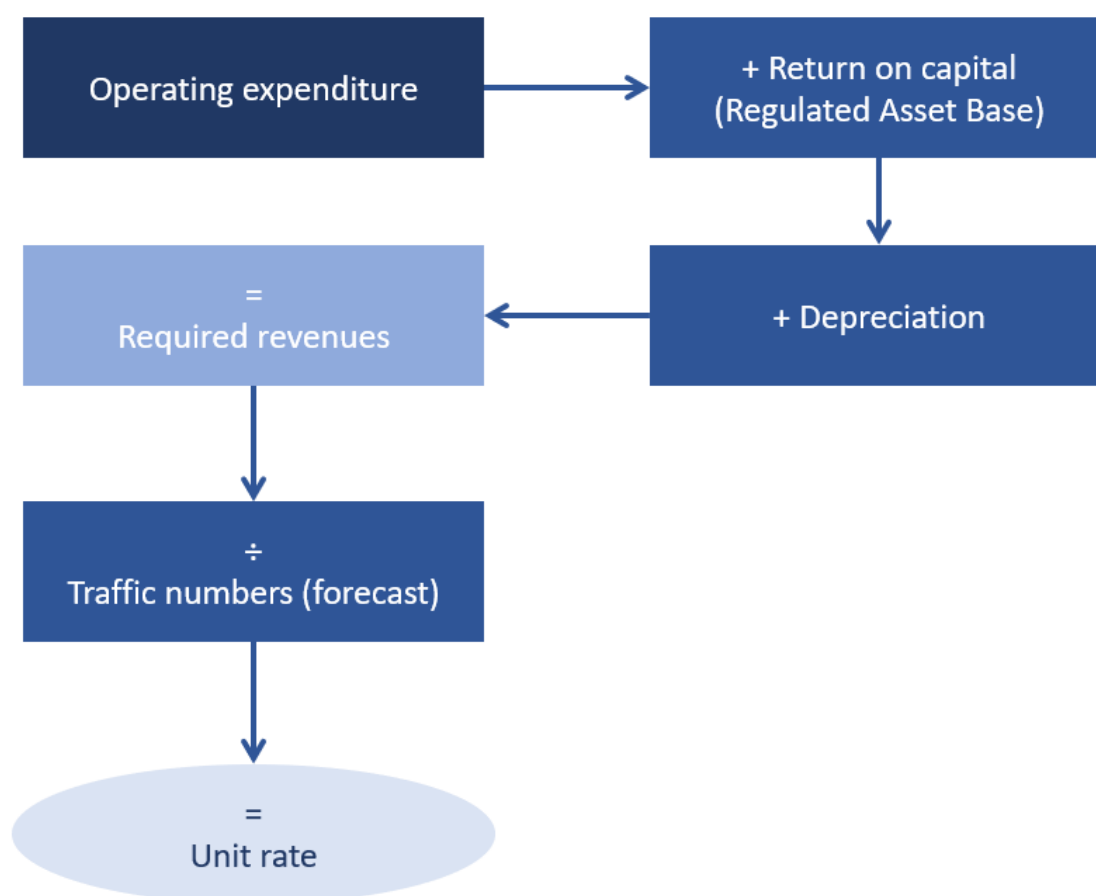 Operating expenditure
+ Return on capital
(Regulated Asset Base)
+ Depreciation
=
Required revenues
÷
Traffic numbers (forecast)
=
Unit rate